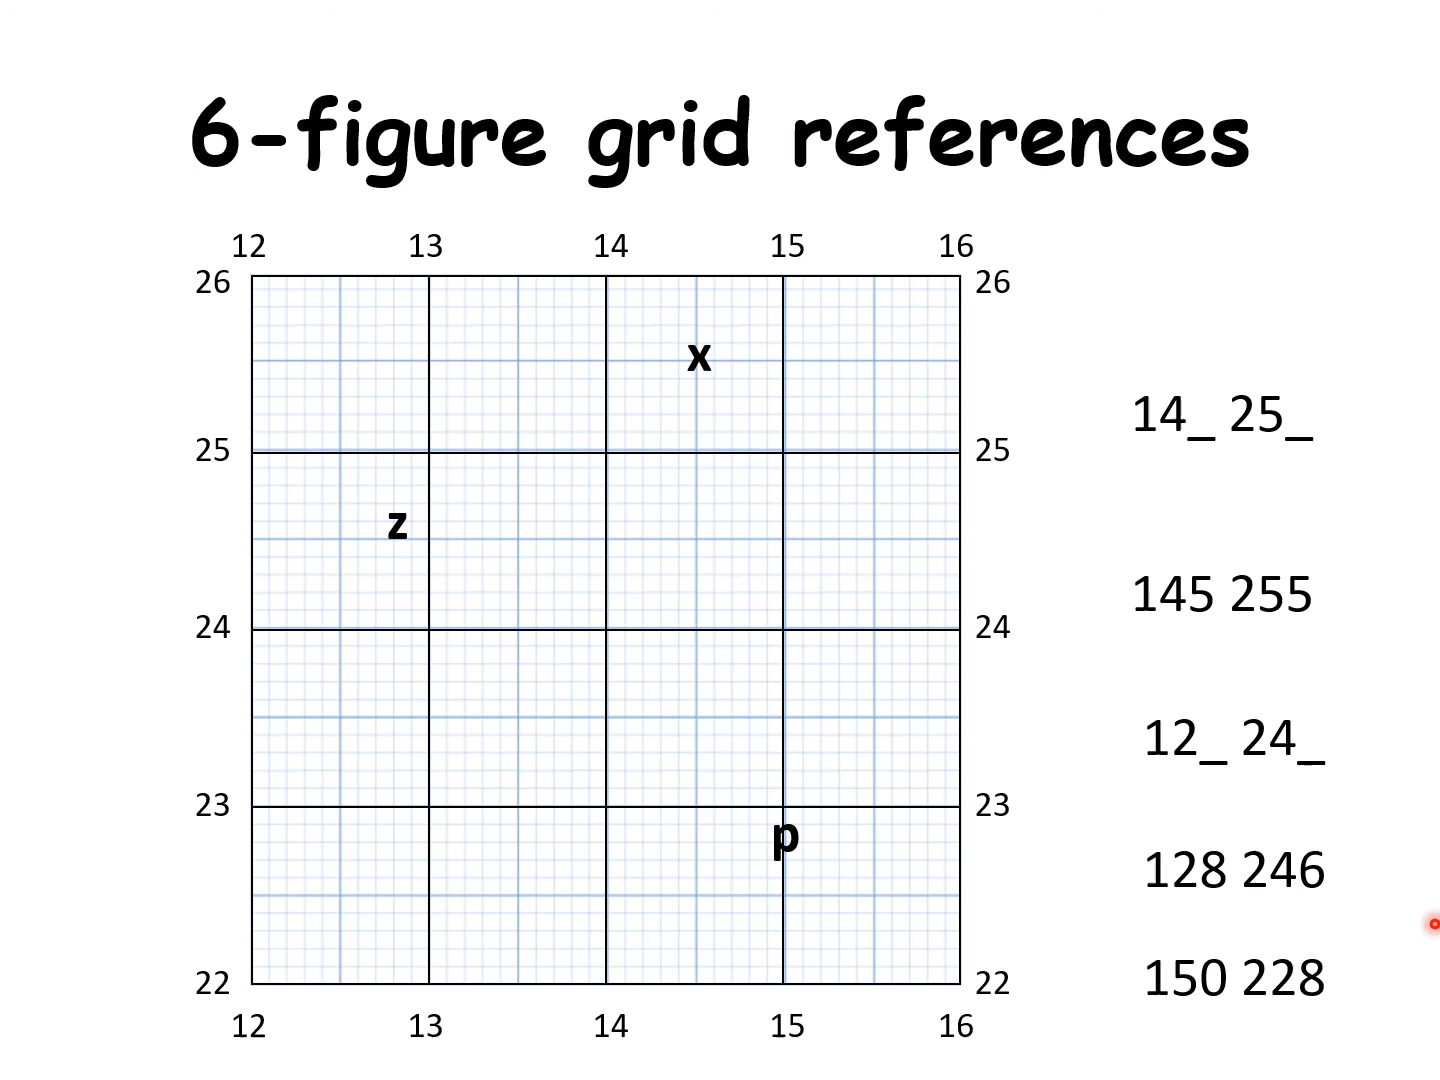 6-figure grid references
12 13 14 15 16
26 26
x
14_ 25_
25 25
z
145 255
24 24
12_ 24_
23 23
p
128 246
150 228
22 22
12 13 14 15 16